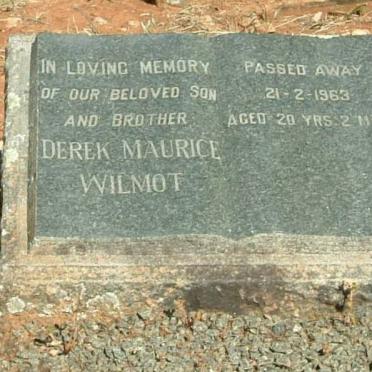 IN LOVING MEMORY
OF OUR BELOVED SON
AND BROTHER
DEREK MAURICE
WILMOT
PASSED AWAY
21-2-1963
AGED 20 YRS. 2 M